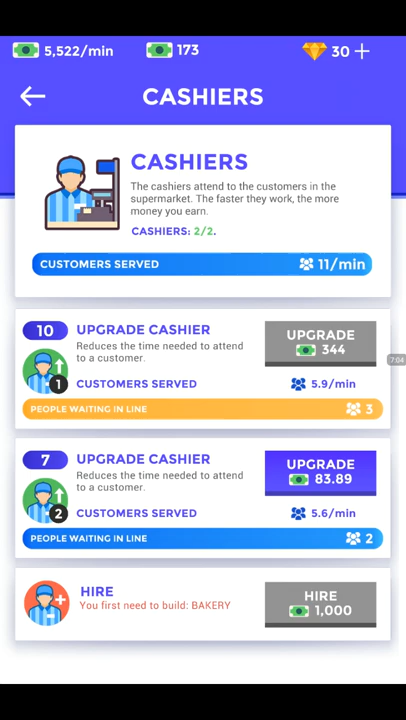 5,522/min 173 30 +
CASHIERS
CASHIERS
The cashiers attend to the customers in the
supermarket. The faster they work, the more
money you earn.
CASHIERS: 2/2.
CUSTOMERS SERVED 11/min
10 UPGRADE CASHIER
Reduces the time needed to attend
to a customer.
UPGRADE
344
7:04
1 CUSTOMERS SERVED 5.9/min
PEOPLE WAITING IN LINE 3
7 UPGRADE CASHIER
Reduces the time needed to attend
to a customer.
UPGRADE
83.89
2 CUSTOMERS SERVED 5.6/min
PEOPLE WAITING IN LINE 2
HIRE
You first need to build: BAKERY
HIRE
1,000